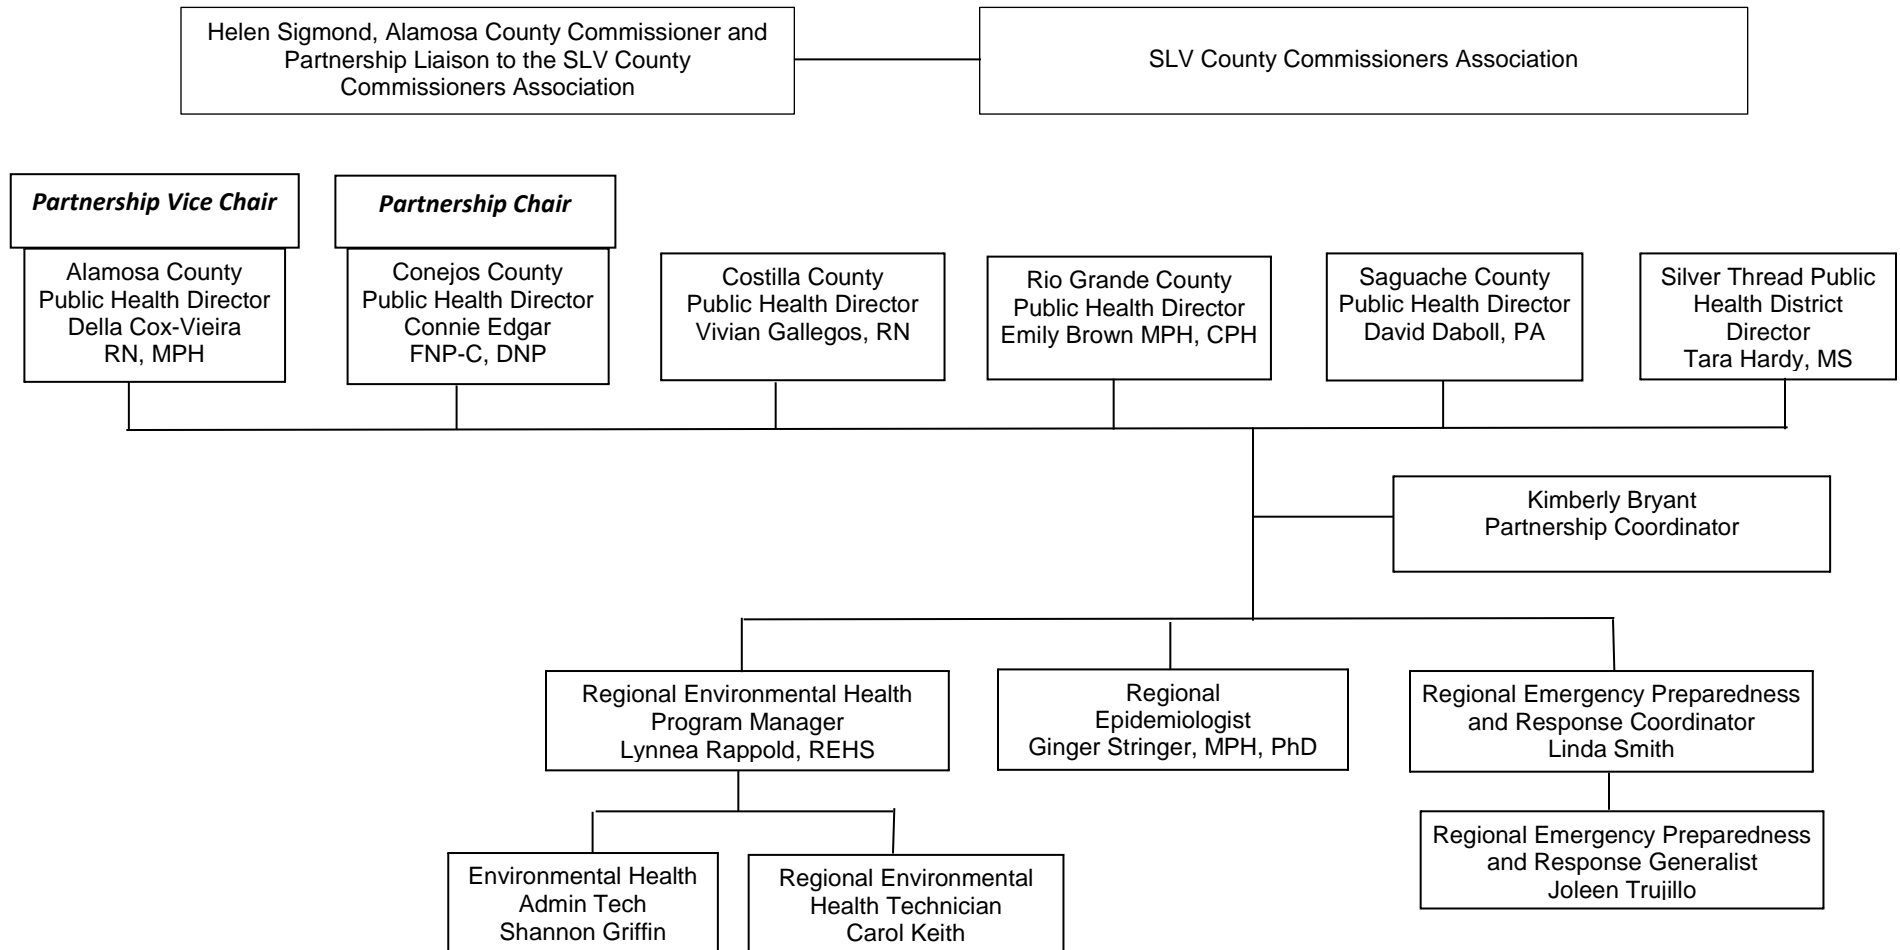 Helen Sigmond, Alamosa County Commissioner and
Partnership Liaison to the SLV County
Commissioners Association
SLV County Commissioners Association
Partnership Vice Chair
Alamosa County
Public Health Director
Della Cox-Vieira
RN, MPH
Partnership Chair
Conejos County
Public Health Director
Connie Edgar
FNP-C, DNP
Costilla County
Public Health Director
Vivian Gallegos, RN
Rio Grande County
Public Health Director
Emily Brown MPH, CPH
Saguache County
Public Health Director
David Daboll, PA
Silver Thread Public
Health District
Director
Tara Hardy, MS
Kimberly Bryant
Partnership Coordinator
Regional Environmental Health
Program Manager
Lynnea Rappold, REHS
Regional
Epidemiologist
Ginger Stringer, MPH, PhD
Regional Emergency Preparedness
and Response Coordinator
Linda Smith
Environmental Health
Admin Tech
Shannon Griffin
Regional Environmental
Health Technician
Carol Keith
Regional Emergency Preparedness
and Response Generalist
Joleen Trujillo